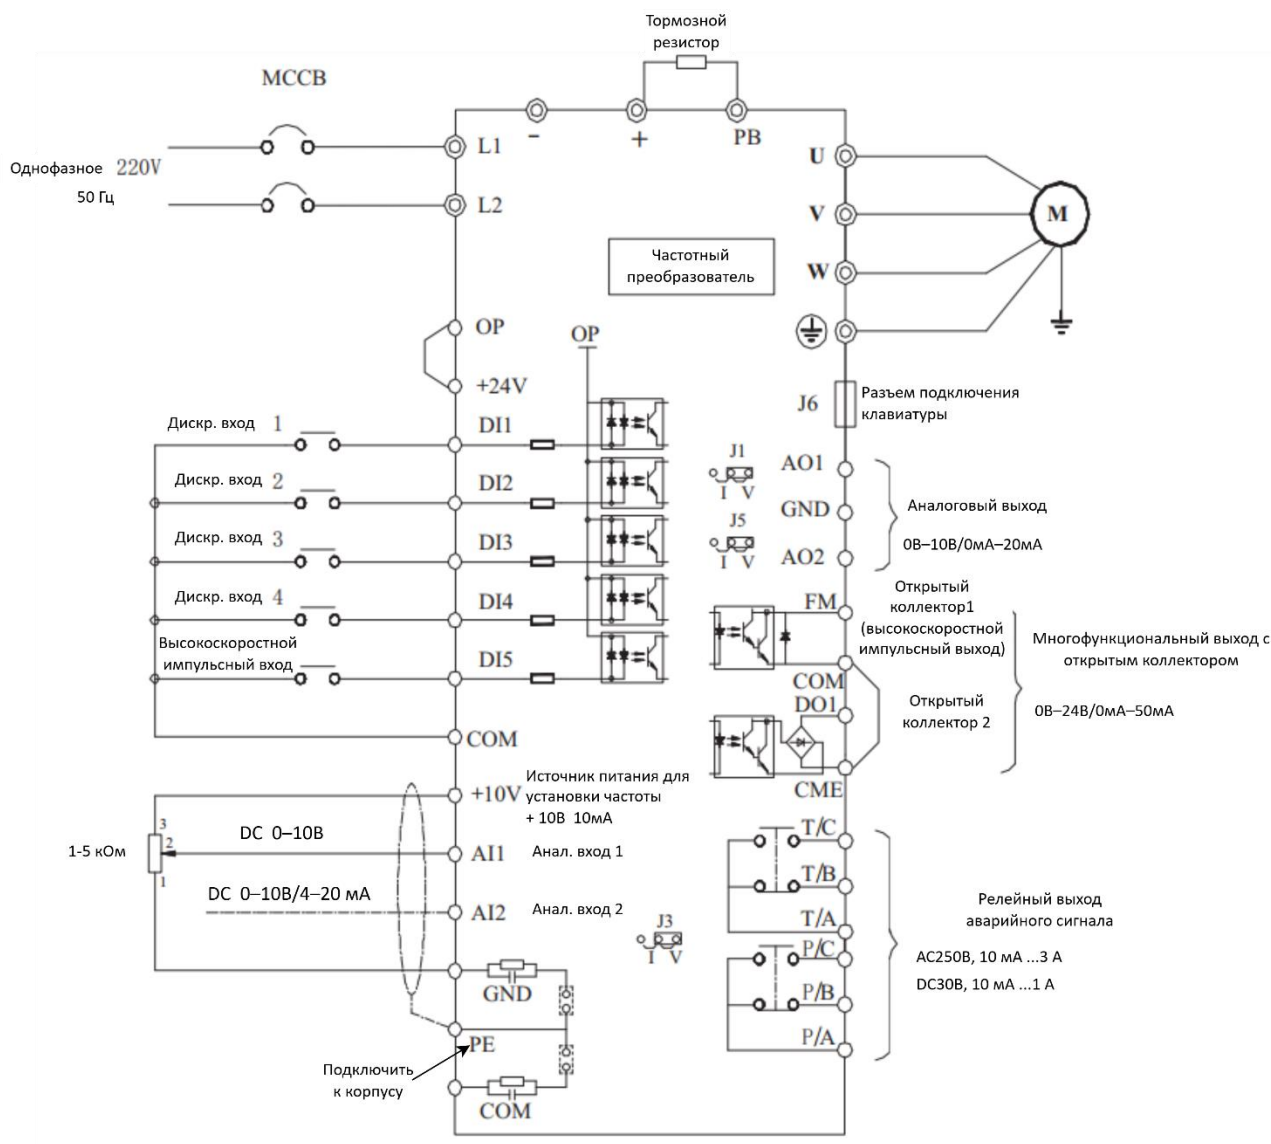 Тормозной
резистор
MCCB
-
+
PB
L1
Однофазное 220V
50 Гц
L2
U
V
W
M
Частотный
преобразователь
OP
OP
+24V
J6
Разъем подключения
клавиатуры
Дискр. вход 1
DI1
Дискр. вход 2
DI2
Дискр. вход 3
DI3
Дискр. вход 4
DI4
Высокоскоростной
импульсный вход
DI5
COM
J1
I V
J5
I V
AO1
GND
AO2
Аналоговый выход
0В–10В/0мА–20мА
FM
COM
DO1
CME
Открытый
коллектор1
(высокоскоростной
импульсный выход)
Открытый
коллектор 2
Многофункциональный выход с
открытым коллектором
0В–24В/0мА–50мА
+10V
Источник питания для
установки частоты
+ 10В 10мА
1-5 кОм
3
2
1
DC 0–10В
AI1
Анал. вход 1
DC 0–10В/4–20 мА
AI2
Анал. вход 2
J3
I V
GND
PE
Подключить
к корпусу
COM
T/C
T/B
T/A
P/C
P/B
P/A
Релейный выход
аварийного сигнала
AC250В, 10 мА ...3 А
DC30В, 10 мА ...1 А